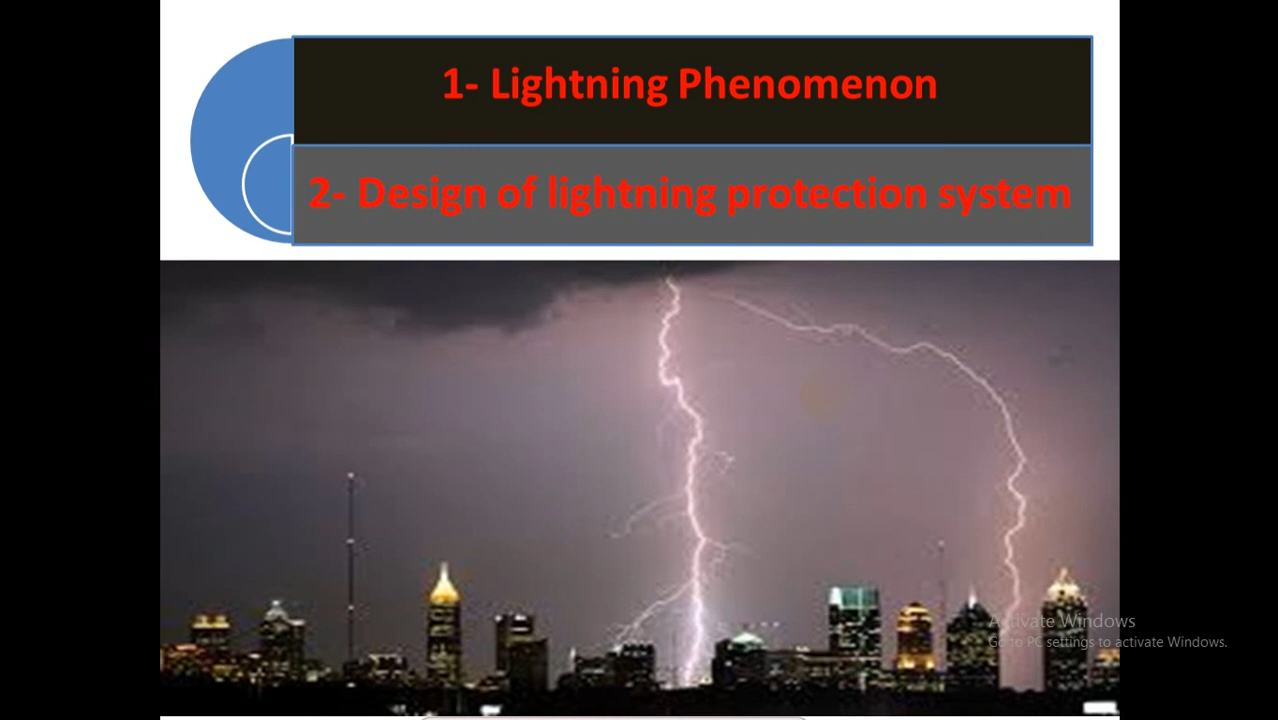 1- Lightning Phenomenon
2- Design of lightning protection system
Activate Windows
Go to PC settings to activate Windows.